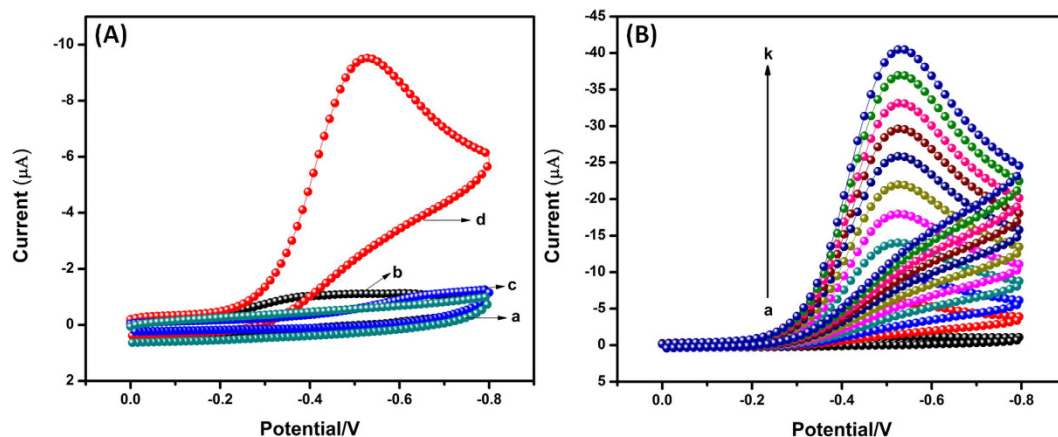 (A)
Current (μA)
-10
-8
-6
-4
-2
0
2
d
b
c
a
0.0 -0.2 -0.4 -0.6 -0.8
Potential/V
(B)
Current (μA)
-45
-40
-35
-30
-25
-20
-15
-10
-5
0
5
k
a
0.0 -0.2 -0.4 -0.6 -0.8
Potential/V